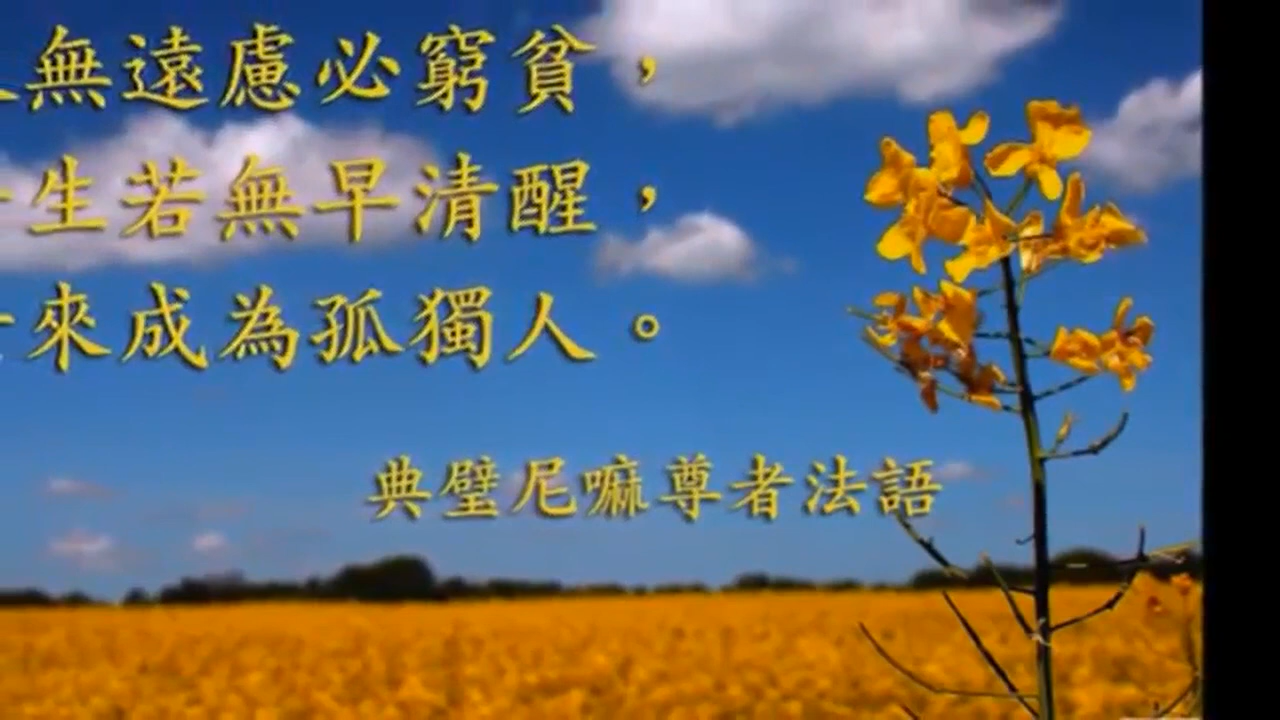 無遠慮必窮貧，
生若無早清醒，
來成為孤獨人。
典璧尼嘛尊者法語